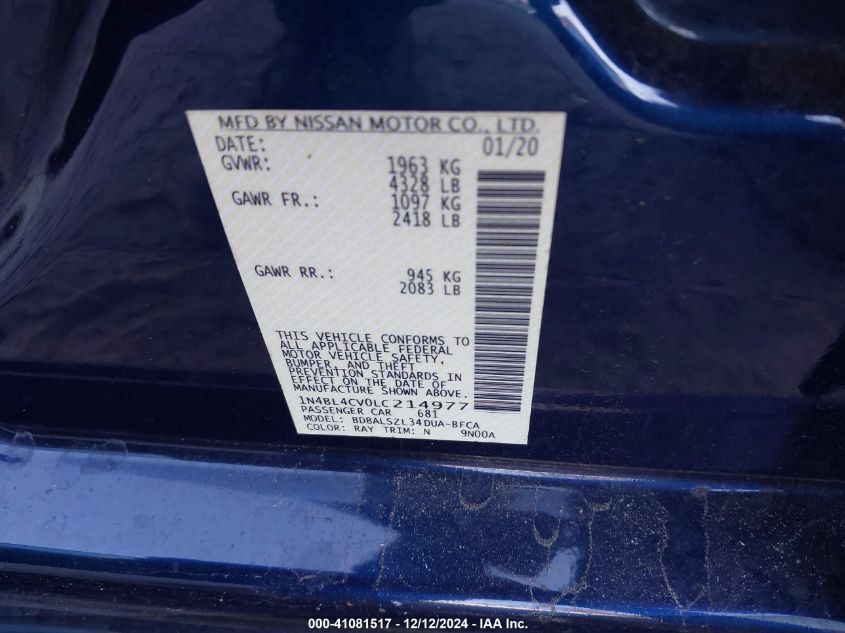 MFD BY NISSAN MOTOR CO., LTD.
DATE: 01/20
GVWR: 1963 KG
4328 LB
GAWR FR.: 1097 KG
2418 LB
GAWR RR.: 945 KG
2083 LB
THIS VEHICLE CONFORMS TO
ALL APPLICABLE FEDERAL
MOTOR VEHICLE SAFETY,
BUMPER, AND THEFT
PREVENTION STANDARDS IN
EFFECT ON THE DATE OF
MANUFACTURE SHOWN ABOVE.
1N4BL4CV0LC214977
PASSENGER CAR 681
MODEL: BDBALSZL34DUA-BFCA
COLOR: RAY TRIM: N 9N00A
000-41081517 - 12/12/2024 - IAA Inc.